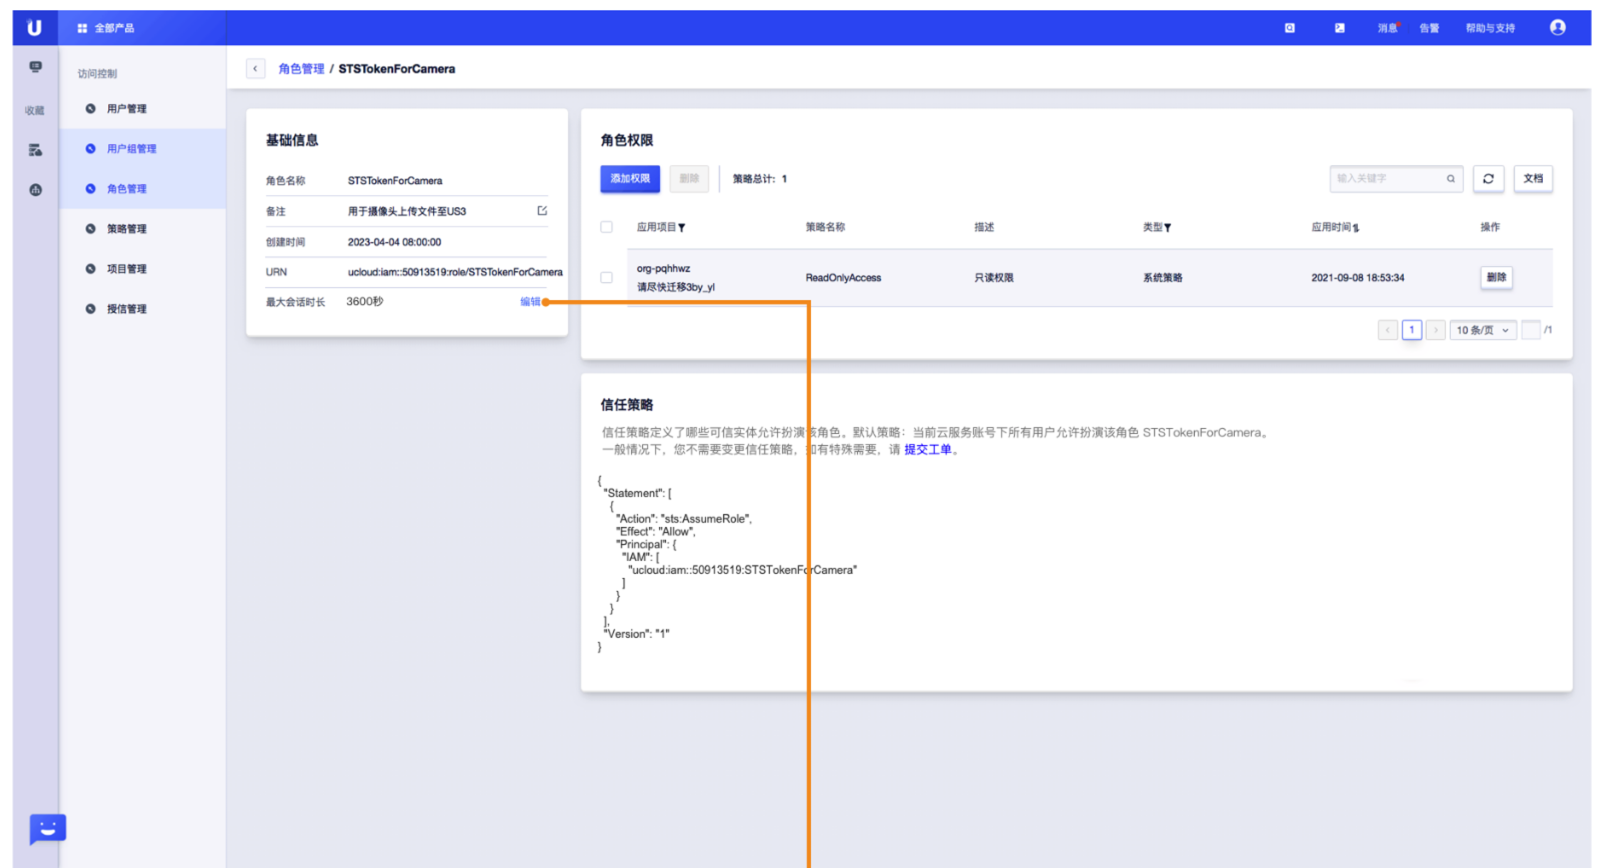 U
全部产品
消息
告警
帮助与支持
收藏
访问控制
用户管理
用户组管理
角色管理
策略管理
项目管理
授信管理
角色管理 / STSTokenForCamera
基础信息
角色名称 STSTokenForCamera
备注 用于摄像头上传文件至US3
创建时间 2023-04-04 08:00:00
URN ucloud:iam::50913519:role/STSTokenForCamera
最大会话时长 3600秒 编辑
角色权限
添加权限 删除 策略总计: 1
输入关键字 文档
应用项目 策略名称 描述 类型 应用时间 操作
org-pqhhwz
请尽快迁移3by_yl
ReadOnlyAccess 只读权限 系统策略 2021-09-08 18:53:34 删除
< 1 > 10 条/页 /1
信任策略
信任策略定义了哪些可信实体允许扮演该角色。默认策略：当前云服务账号下所有用户允许扮演该角色 STSTokenForCamera。
一般情况下，您不需要变更信任策略，如有特殊需要，请 提交工单。
{
"Statement": [
{
"Action": "sts:AssumeRole",
"Effect": "Allow",
"Principal": {
"IAM": [
"ucloud:iam::50913519:STSTokenForCamera"
]
}
}
],
"Version": "1"
}